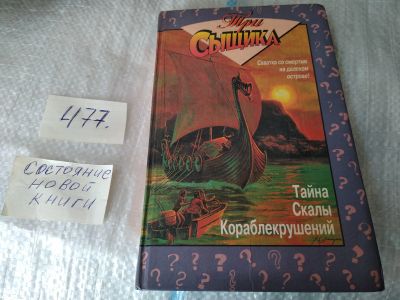 Три
Сыщика
Схватка со смертью
на далеком
острове!
Тайна
Скалы
Кораблекрушений
477.
СОСТОЯНИЕ
НОВОЙ
КНИГИ